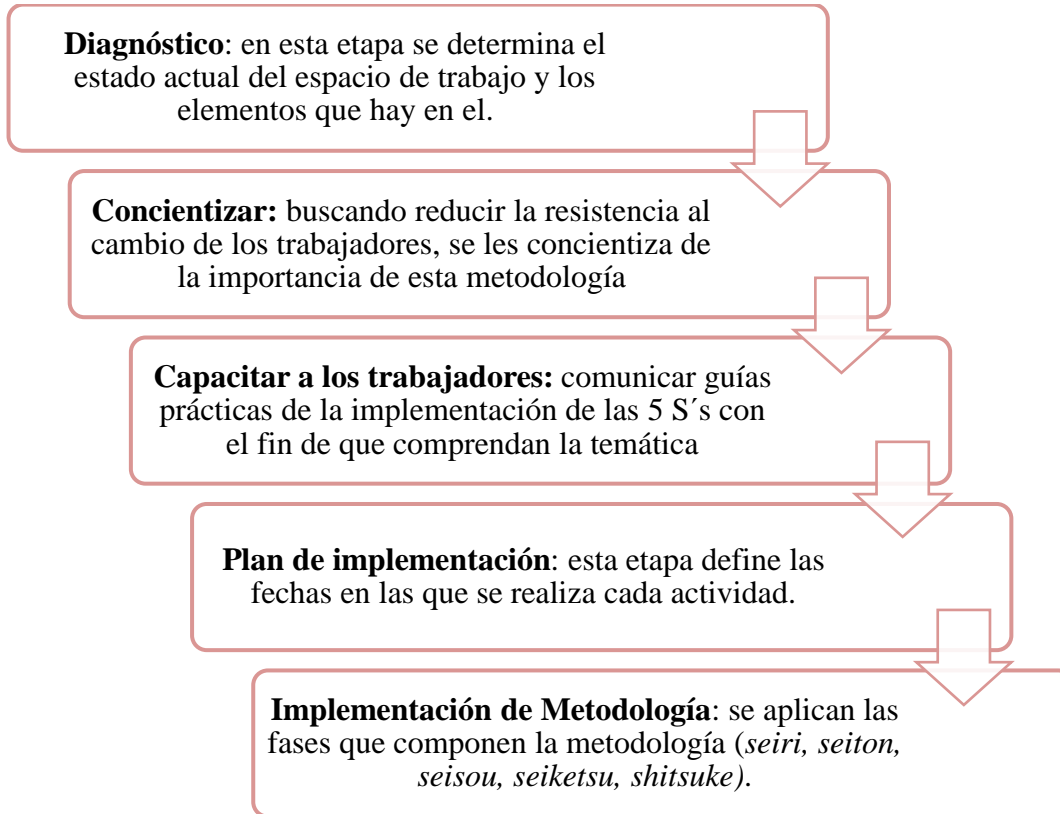 Diagnóstico: en esta etapa se determina el
estado actual del espacio de trabajo y los
elementos que hay en el.
Concientizar: buscando reducir la resistencia al
cambio de los trabajadores, se les concientiza de
la importancia de esta metodología
Capacitar a los trabajadores: comunicar guías
prácticas de la implementación de las 5 S´s con
el fin de que comprendan la temática
Plan de implementación: esta etapa define las
fechas en las que se realiza cada actividad.
Implementación de Metodología: se aplican las
fases que componen la metodología (seiri, seiton,
seisou, seiketsu, shitsuke).